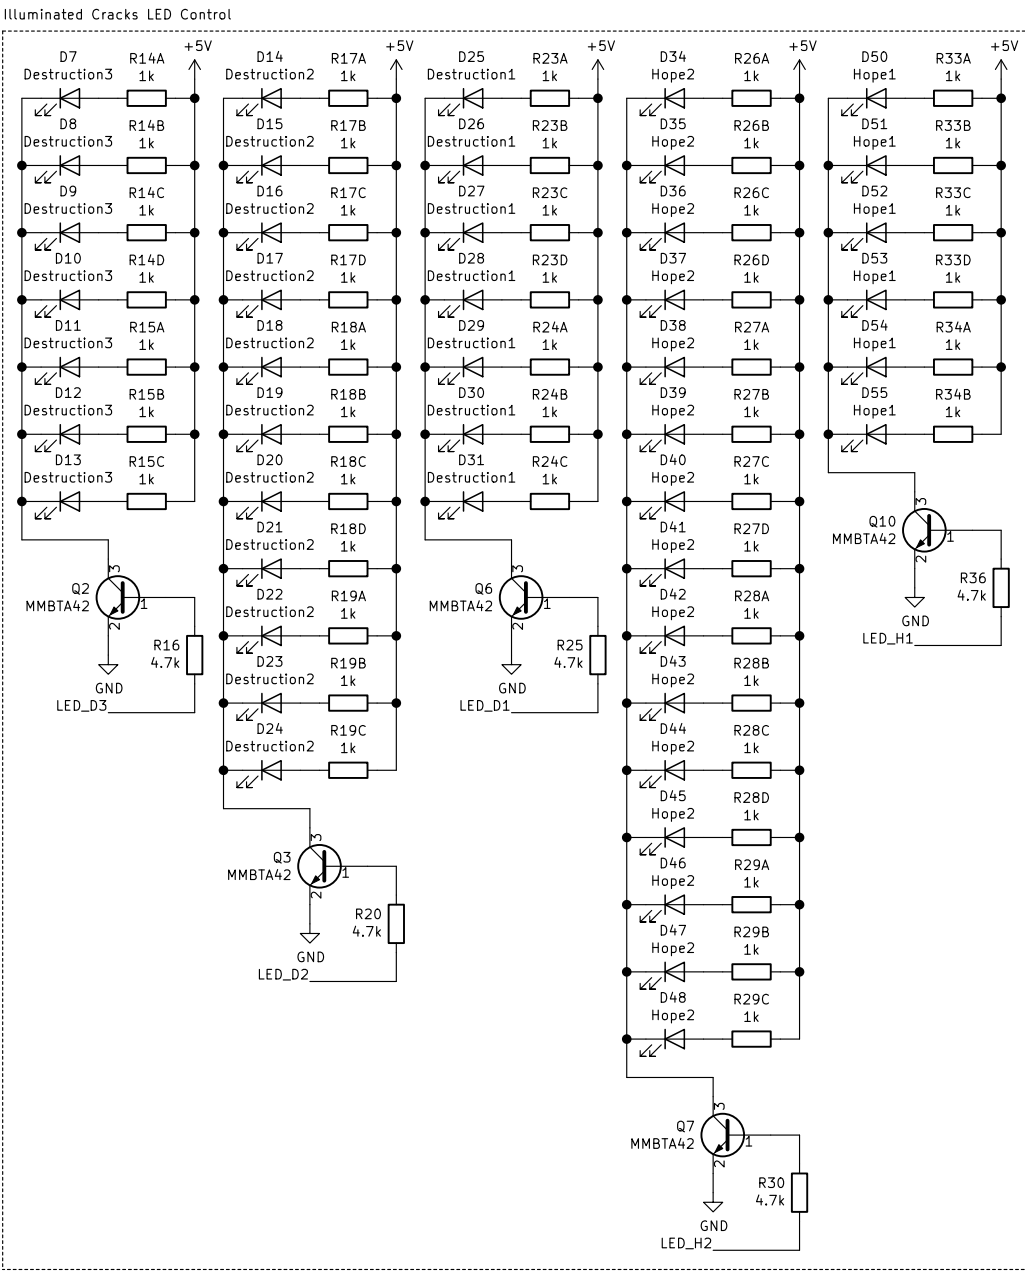 Illuminated Cracks LED Control
+5V
D7
Destruction3
R14A
1k
D8
Destruction3
R14B
1k
D9
Destruction3
R14C
1k
D10
Destruction3
R14D
1k
D11
Destruction3
R15A
1k
D12
Destruction3
R15B
1k
D13
Destruction3
R15C
1k
3
Q2
MMBTA42
1
2
R16
4.7k
GND
LED_D3
+5V
D14
Destruction2
R17A
1k
D15
Destruction2
R17B
1k
D16
Destruction2
R17C
1k
D17
Destruction2
R17D
1k
D18
Destruction2
R18A
1k
D19
Destruction2
R18B
1k
D20
Destruction2
R18C
1k
D21
Destruction2
R18D
1k
D22
Destruction2
R19A
1k
D23
Destruction2
R19B
1k
D24
Destruction2
R19C
1k
3
Q3
MMBTA42
1
2
R20
4.7k
GND
LED_D2
+5V
D25
Destruction1
R23A
1k
D26
Destruction1
R23B
1k
D27
Destruction1
R23C
1k
D28
Destruction1
R23D
1k
D29
Destruction1
R24A
1k
D30
Destruction1
R24B
1k
D31
Destruction1
R24C
1k
3
Q6
MMBTA42
1
2
R25
4.7k
GND
LED_D1
+5V
D34
Hope2
R26A
1k
D35
Hope2
R26B
1k
D36
Hope2
R26C
1k
D37
Hope2
R26D
1k
D38
Hope2
R27A
1k
D39
Hope2
R27B
1k
D40
Hope2
R27C
1k
D41
Hope2
R27D
1k
D42
Hope2
R28A
1k
D43
Hope2
R28B
1k
D44
Hope2
R28C
1k
D45
Hope2
R28D
1k
D46
Hope2
R29A
1k
D47
Hope2
R29B
1k
D48
Hope2
R29C
1k
3
Q7
MMBTA42
1
2
R30
4.7k
GND
LED_H2
+5V
D50
Hope1
R33A
1k
D51
Hope1
R33B
1k
D52
Hope1
R33C
1k
D53
Hope1
R33D
1k
D54
Hope1
R34A
1k
D55
Hope1
R34B
1k
3
Q10
MMBTA42
1
2
R36
4.7k
GND
LED_H1